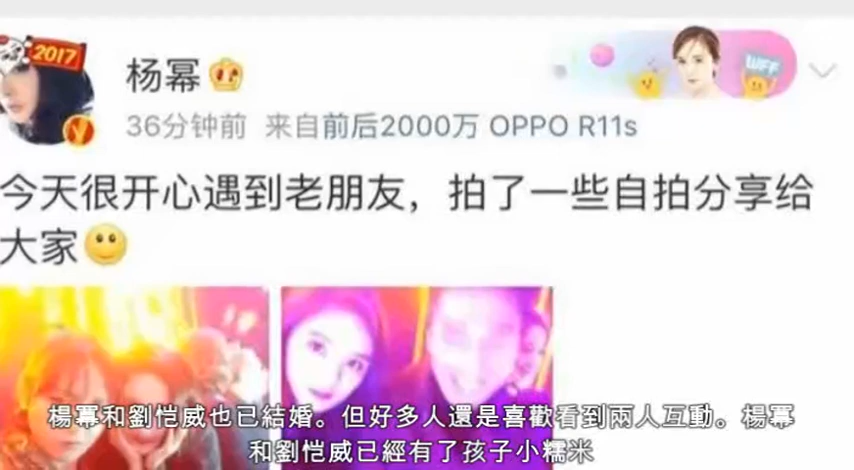 2017
杨幂
WFF
36分钟前 来自前后2000万 OPPO R11s
今天很开心遇到老朋友，拍了一些自拍分享给
大家
楊冪和劉恺威也已結婚。但好多人還是喜歡看到兩人互動。楊冪
和劉恺威已經有了孩子小糯米